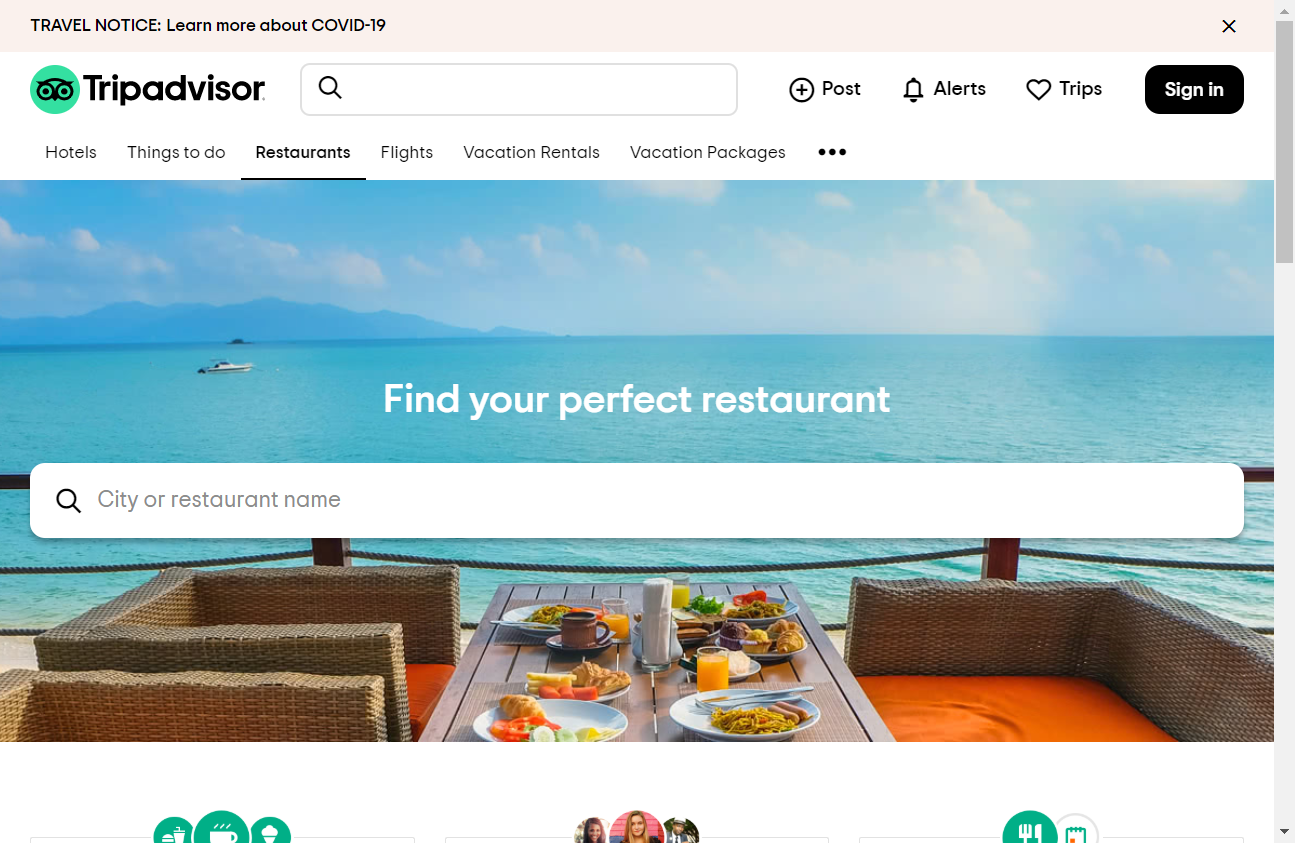 TRAVEL NOTICE: Learn more about COVID-19
Tripadvisor
Post
Alerts
Trips
Sign in
Hotels
Things to do
Restaurants
Flights
Vacation Rentals
Vacation Packages
Find your perfect restaurant
City or restaurant name